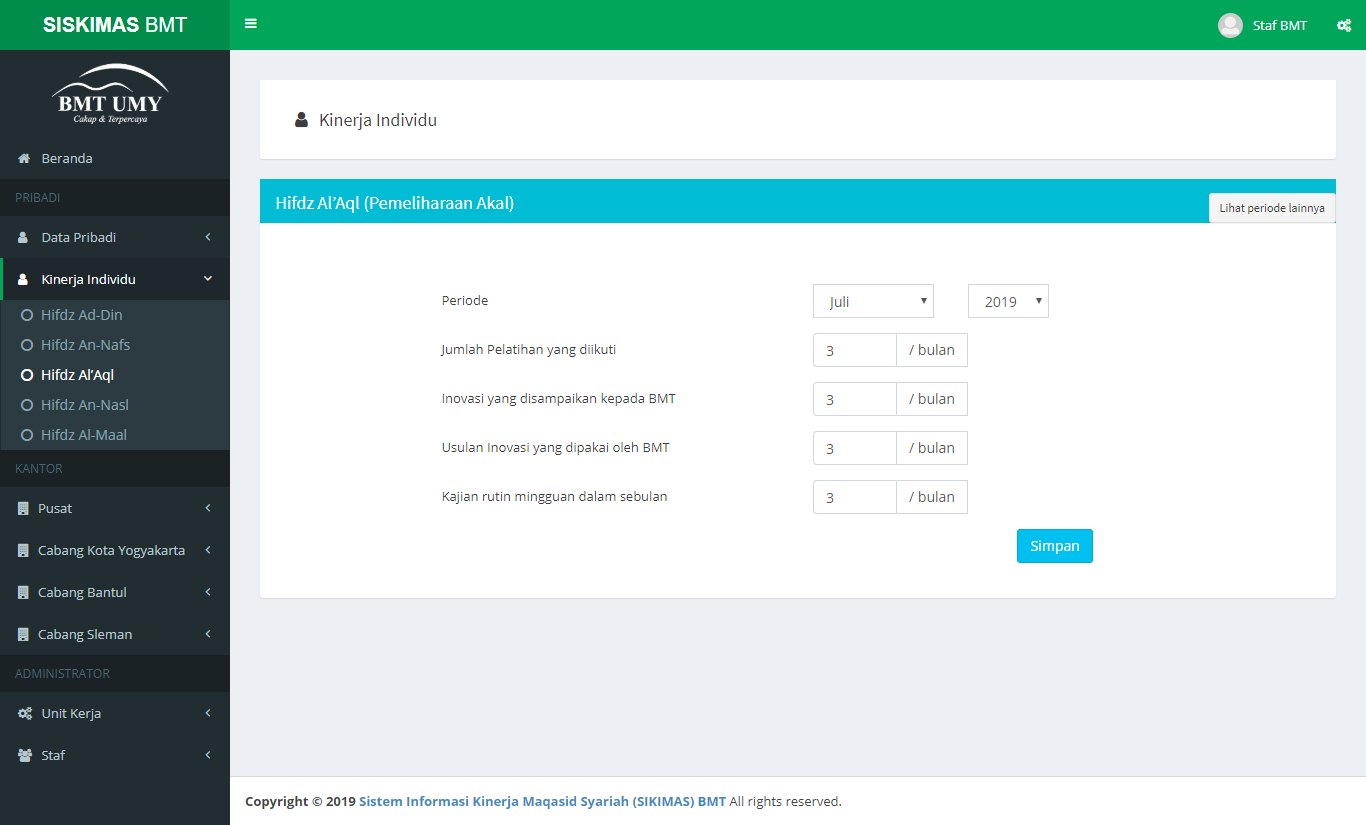 SISKIMAS BMT
Staf BMT
BMT UMY
Cakap & Terpercaya
Beranda
PRIBADI
Data Pribadi
Kinerja Individu
Hifdz Ad-Din
Hifdz An-Nafs
Hifdz Al’Aql
Hifdz An-Nasl
Hifdz Al-Maal
KANTOR
Pusat
Cabang Kota Yogyakarta
Cabang Bantul
Cabang Sleman
ADMINISTRATOR
Unit Kerja
Staf
Kinerja Individu
Hifdz Al’Aql (Pemeliharaan Akal)
Lihat periode lainnya
Periode Juli 2019
Jumlah Pelatihan yang diikuti 3 / bulan
Inovasi yang disampaikan kepada BMT 3 / bulan
Usulan Inovasi yang dipakai oleh BMT 3 / bulan
Kajian rutin mingguan dalam sebulan 3 / bulan
Simpan
Copyright © 2019 Sistem Informasi Kinerja Maqasid Syariah (SIKIMAS) BMT All rights reserved.